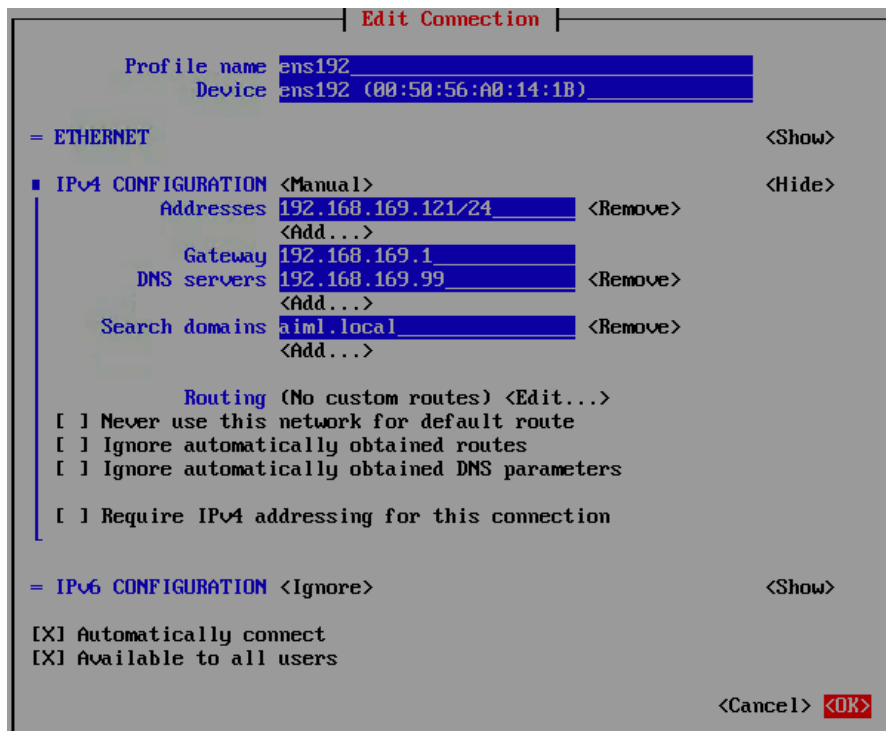 Edit Connection
Profile name ens192
Device ens192 (00:50:56:A0:14:1B)
= ETHERNET <Show>
IPv4 CONFIGURATION <Manual> <Hide>
Addresses 192.168.169.121/24 <Remove>
<Add...>
Gateway 192.168.169.1
DNS servers 192.168.169.99 <Remove>
<Add...>
Search domains aiml.local <Remove>
<Add...>
Routing (No custom routes) <Edit...>
[ ] Never use this network for default route
[ ] Ignore automatically obtained routes
[ ] Ignore automatically obtained DNS parameters
[ ] Require IPv4 addressing for this connection
= IPv6 CONFIGURATION <Ignore> <Show>
[X] Automatically connect
[X] Available to all users
<Cancel> <OK>